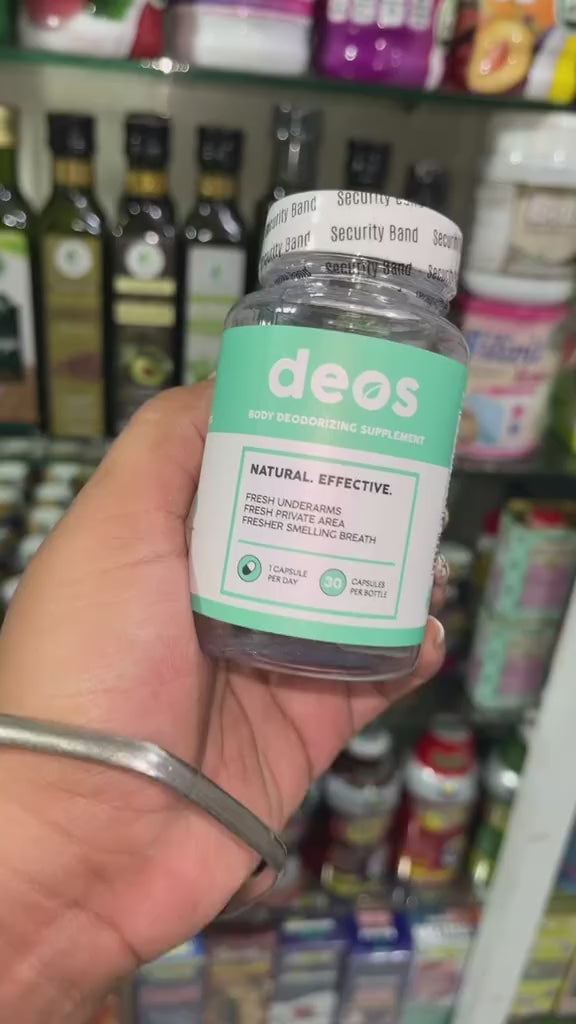 Security Band
Security Band
Security Band
deos
BODY DEODORIZING SUPPLEMENT
NATURAL. EFFECTIVE.
FRESH UNDERARMS
FRESH PRIVATE AREA
FRESHER SMELLING BREATH
1 CAPSULE
PER DAY
30
CAPSULES
PER BOTTLE